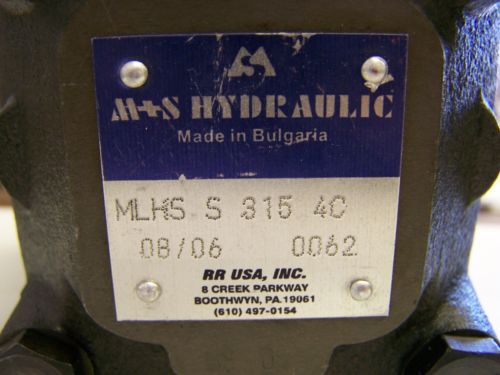 M+S HYDRAULIC
Made in Bulgaria
MLHS S 315 4C
08/06 0062
RR USA, INC.
8 CREEK PARKWAY
BOOTHWYN, PA.19061
(610) 497-0154